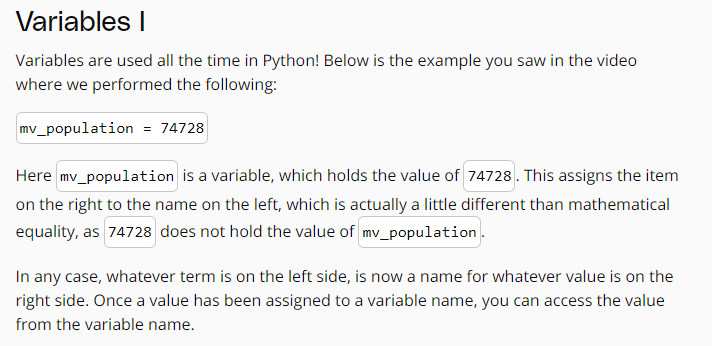 Variables I
Variables are used all the time in Python! Below is the example you saw in the video
where we performed the following:
mv_population = 74728
Here mv_population is a variable, which holds the value of 74728. This assigns the item
on the right to the name on the left, which is actually a little different than mathematical
equality, as 74728 does not hold the value of mv_population.
In any case, whatever term is on the left side, is now a name for whatever value is on the
right side. Once a value has been assigned to a variable name, you can access the value
from the variable name.